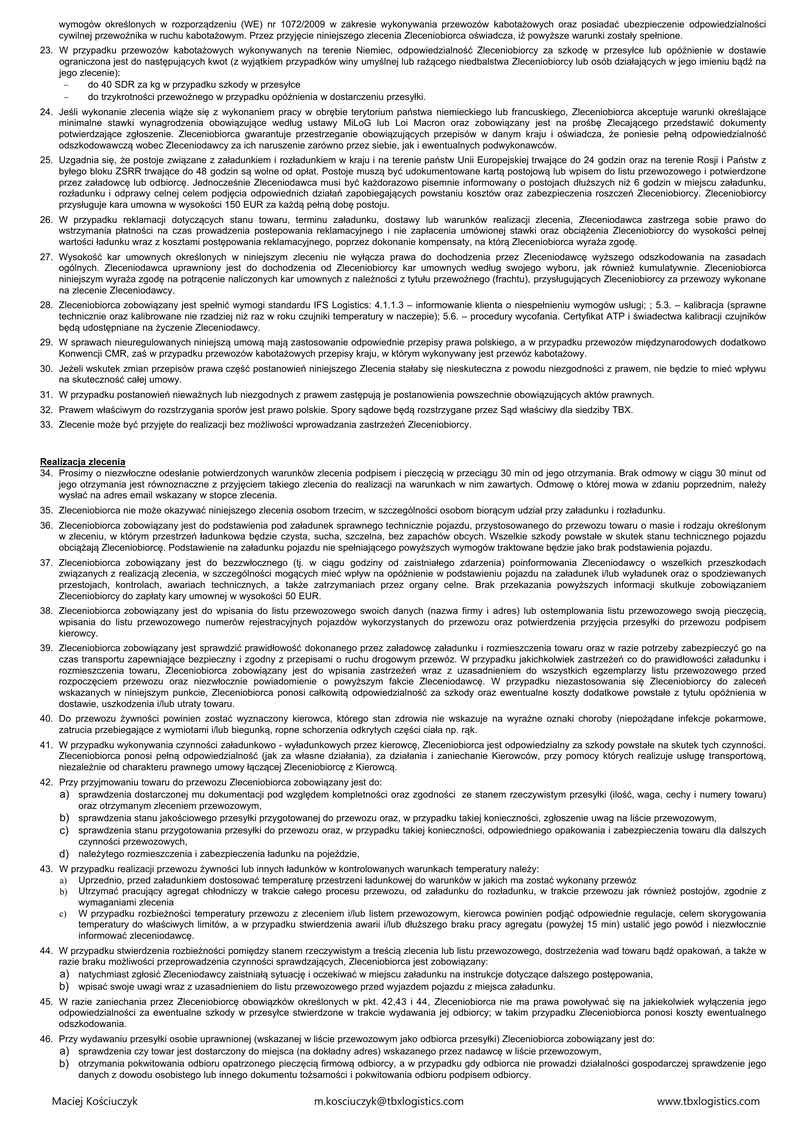 wymogów określonych w rozporządzeniu (WE) nr 1072/2009 w zakresie wykonywania przewozów kabotażowych oraz posiadać ubezpieczenie odpowiedzialności
cywilnej przewoźnika w ruchu kabotażowym. Przez przyjęcie niniejszego zlecenia Zleceniobiorca oświadcza, iż powyższe warunki zostały spełnione.
23. W przypadku przewozów kabotażowych wykonywanych na terenie Niemiec, odpowiedzialność Zleceniobiorcy za szkodę w przesyłce lub opóźnienie w dostawie
ograniczona jest do następujących kwot (z wyjątkiem przypadków winy umyślnej lub rażącego niedbalstwa Zleceniobiorcy lub osób działających w jego imieniu bądź na
jego zlecenie):
– do 40 SDR za kg w przypadku szkody w przesyłce
– do trzykrotności przewoźnego w przypadku opóźnienia w dostarczeniu przesyłki.
24. Jeśli wykonanie zlecenia wiąże się z wykonaniem pracy w obrębie terytorium państwa niemieckiego lub francuskiego, Zleceniobiorca akceptuje warunki określające
minimalne stawki wynagrodzenia obowiązujące według ustawy MiLoG lub Loi Macron oraz zobowiązany jest na prośbę Zlecającego przedstawić dokumenty
potwierdzające zgłoszenie. Zleceniobiorca gwarantuje przestrzeganie obowiązujących przepisów w danym kraju i oświadcza, że poniesie pełną odpowiedzialność
odszkodowawczą wobec Zleceniodawcy za ich naruszenie zarówno przez siebie, jak i ewentualnych podwykonawców.
25. Uzgadnia się, że postoje związane z załadunkiem i rozładunkiem w kraju i na terenie państw Unii Europejskiej trwające do 24 godzin oraz na terenie Rosji i Państw z
byłego bloku ZSRR trwające do 48 godzin są wolne od opłat. Postoje muszą być udokumentowane kartą postojową lub wpisem do listu przewozowego i potwierdzone
przez załadowcę lub odbiorcę. Jednocześnie Zleceniodawca musi być każdorazowo pisemnie informowany o postojach dłuższych niż 6 godzin w miejscu załadunku,
rozładunku i odprawy celnej celem podjęcia odpowiednich działań zapobiegających powstaniu kosztów oraz zabezpieczenia roszczeń Zleceniobiorcy. Zleceniobiorcy
przysługuje kara umowna w wysokości 150 EUR za każdą pełną dobę postoju.
26. W przypadku reklamacji dotyczących stanu towaru, terminu załadunku, dostawy lub warunków realizacji zlecenia, Zleceniodawca zastrzega sobie prawo do
wstrzymania płatności na czas prowadzenia postepowania reklamacyjnego i nie zapłacenia umówionej stawki oraz obciążenia Zleceniobiorcy do wysokości pełnej
wartości ładunku wraz z kosztami postępowania reklamacyjnego, poprzez dokonanie kompensaty, na którą Zleceniobiorca wyraża zgodę.
27. Wysokość kar umownych określonych w niniejszym zleceniu nie wyłącza prawa do dochodzenia przez Zleceniodawcę wyższego odszkodowania na zasadach
ogólnych. Zleceniodawca uprawniony jest do dochodzenia od Zleceniobiorcy kar umownych według swojego wyboru, jak również kumulatywnie. Zleceniobiorca
niniejszym wyraża zgodę na potrącenie naliczonych kar umownych z należności z tytułu przewoźnego (frachtu), przysługujących Zleceniobiorcy za przewozy wykonane
na zlecenie Zleceniodawcy.
28. Zleceniobiorca zobowiązany jest spełnić wymogi standardu IFS Logistics: 4.1.1.3 – informowanie klienta o niespełnieniu wymogów usługi; ; 5.3. – kalibracja (sprawne
technicznie oraz kalibrowane nie rzadziej niż raz w roku czujniki temperatury w naczepie); 5.6. – procedury wycofania. Certyfikat ATP i świadectwa kalibracji czujników
będą udostępniane na życzenie Zleceniodawcy.
29. W sprawach nieuregulowanych niniejszą umową mają zastosowanie odpowiednie przepisy prawa polskiego, a w przypadku przewozów międzynarodowych dodatkowo
Konwencji CMR, zaś w przypadku przewozów kabotażowych przepisy kraju, w którym wykonywany jest przewóz kabotażowy.
30. Jeżeli wskutek zmian przepisów prawa część postanowień niniejszego Zlecenia stałaby się nieskuteczna z powodu niezgodności z prawem, nie będzie to mieć wpływu
na skuteczność całej umowy.
31. W przypadku postanowień nieważnych lub niezgodnych z prawem zastępują je postanowienia powszechnie obowiązujących aktów prawnych.
32. Prawem właściwym do rozstrzygania sporów jest prawo polskie. Spory sądowe będą rozstrzygane przez Sąd właściwy dla siedziby TBX.
33. Zlecenie może być przyjęte do realizacji bez możliwości wprowadzania zastrzeżeń Zleceniobiorcy.
Realizacja zlecenia
34. Prosimy o niezwłoczne odesłanie potwierdzonych warunków zlecenia podpisem i pieczęcią w przeciągu 30 min od jego otrzymania. Brak odmowy w ciągu 30 minut od
jego otrzymania jest równoznaczne z przyjęciem takiego zlecenia do realizacji na warunkach w nim zawartych. Odmowę o której mowa w zdaniu poprzednim, należy
wysłać na adres email wskazany w stopce zlecenia.
35. Zleceniobiorca nie może okazywać niniejszego zlecenia osobom trzecim, w szczególności osobom biorącym udział przy załadunku i rozładunku.
36. Zleceniobiorca zobowiązany jest do podstawienia pod załadunek sprawnego technicznie pojazdu, przystosowanego do przewozu towaru o masie i rodzaju określonym
w zleceniu, w którym przestrzeń ładunkowa będzie czysta, sucha, szczelna, bez zapachów obcych. Wszelkie szkody powstałe w skutek stanu technicznego pojazdu
obciążają Zleceniobiorcę. Podstawienie na załadunku pojazdu nie spełniającego powyższych wymogów traktowane będzie jako brak podstawienia pojazdu.
37. Zleceniobiorca zobowiązany jest do bezzwłocznego (tj. w ciągu godziny od zaistniałego zdarzenia) poinformowania Zleceniodawcy o wszelkich przeszkodach
związanych z realizacją zlecenia, w szczególności mogących mieć wpływ na opóźnienie w podstawieniu pojazdu na załadunek i/lub wyładunek oraz o spodziewanych
przestojach, kontrolach, awariach technicznych, a także zatrzymaniach przez organy celne. Brak przekazania powyższych informacji skutkuje zobowiązaniem
Zleceniobiorcy do zapłaty kary umownej w wysokości 50 EUR.
38. Zleceniobiorca zobowiązany jest do wpisania do listu przewozowego swoich danych (nazwa firmy i adres) lub ostemplowania listu przewozowego swoją pieczęcią,
wpisania do listu przewozowego numerów rejestracyjnych pojazdów wykorzystanych do przewozu oraz potwierdzenia przyjęcia przesyłki do przewozu podpisem
kierowcy.
39. Zleceniobiorca zobowiązany jest sprawdzić prawidłowość dokonanego przez załadowcę załadunku i rozmieszczenia towaru oraz w razie potrzeby zabezpieczyć go na
czas transportu zapewniające bezpieczny i zgodny z przepisami o ruchu drogowym przewóz. W przypadku jakichkolwiek zastrzeżeń co do prawidłowości załadunku i
rozmieszczenia towaru, Zleceniobiorca zobowiązany jest do wpisania zastrzeżeń wraz z uzasadnieniem do wszystkich egzemplarzy listu przewozowego przed
rozpoczęciem przewozu oraz niezwłocznie powiadomienie o powyższym fakcie Zleceniodawcę. W przypadku niezastosowania się Zleceniobiorcy do zaleceń
wskazanych w niniejszym punkcie, Zleceniobiorca ponosi całkowitą odpowiedzialność za szkody oraz ewentualne koszty dodatkowe powstałe z tytułu opóźnienia w
dostawie, uszkodzenia i/lub utraty towaru.
40. Do przewozu żywności powinien zostać wyznaczony kierowca, którego stan zdrowia nie wskazuje na wyraźne oznaki choroby (niepożądane infekcje pokarmowe,
zatrucia przebiegające z wymiotami i/lub biegunką, ropne schorzenia odkrytych części ciała np. rąk.
41. W przypadku wykonywania czynności załadunkowo - wyładunkowych przez kierowcę, Zleceniobiorca jest odpowiedzialny za szkody powstałe na skutek tych czynności.
Zleceniobiorca ponosi pełną odpowiedzialność (jak za własne działania), za działania i zaniechanie Kierowców, przy pomocy których realizuje usługę transportową,
niezależnie od charakteru prawnego umowy łączącej Zleceniobiorcę z Kierowcą.
42. Przy przyjmowaniu towaru do przewozu Zleceniobiorca zobowiązany jest do:
a) sprawdzenia dostarczonej mu dokumentacji pod względem kompletności oraz zgodności ze stanem rzeczywistym przesyłki (ilość, waga, cechy i numery towaru)
oraz otrzymanym zleceniem przewozowym,
b) sprawdzenia stanu jakościowego przesyłki przygotowanej do przewozu oraz, w przypadku takiej konieczności, zgłoszenie uwag na liście przewozowym,
c) sprawdzenia stanu przygotowania przesyłki do przewozu oraz, w przypadku takiej konieczności, odpowiedniego opakowania i zabezpieczenia towaru dla dalszych
czynności przewozowych,
d) należytego rozmieszczenia i zabezpieczenia ładunku na pojeździe,
43. W przypadku realizacji przewozu żywności lub innych ładunków w kontrolowanych warunkach temperatury należy:
a) Uprzednio, przed załadunkiem dostosować temperaturę przestrzeni ładunkowej do warunków w jakich ma zostać wykonany przewóz
b) Utrzymać pracujący agregat chłodniczy w trakcie całego procesu przewozu, od załadunku do rozładunku, w trakcie przewozu jak również postojów, zgodnie z
wymaganiami zlecenia
c) W przypadku rozbieżności temperatury przewozu z zleceniem i/lub listem przewozowym, kierowca powinien podjąć odpowiednie regulacje, celem skorygowania
temperatury do właściwych limitów, a w przypadku stwierdzenia awarii i/lub dłuższego braku pracy agregatu (powyżej 15 min) ustalić jego powód i niezwłocznie
informować zleceniodawcę.
44. W przypadku stwierdzenia rozbieżności pomiędzy stanem rzeczywistym a treścią zlecenia lub listu przewozowego, dostrzeżenia wad towaru bądź opakowań, a także w
razie braku możliwości przeprowadzenia czynności sprawdzających, Zleceniobiorca jest zobowiązany:
a) natychmiast zgłosić Zleceniodawcy zaistniałą sytuację i oczekiwać w miejscu załadunku na instrukcje dotyczące dalszego postępowania,
b) wpisać swoje uwagi wraz z uzasadnieniem do listu przewozowego przed wyjazdem pojazdu z miejsca załadunku.
45. W razie zaniechania przez Zleceniobiorcę obowiązków określonych w pkt. 42,43 i 44, Zleceniobiorca nie ma prawa powoływać się na jakiekolwiek wyłączenia jego
odpowiedzialności za ewentualne szkody w przesyłce stwierdzone w trakcie wydawania jej odbiorcy; w takim przypadku Zleceniobiorca ponosi koszty ewentualnego
odszkodowania.
46. Przy wydawaniu przesyłki osobie uprawnionej (wskazanej w liście przewozowym jako odbiorca przesyłki) Zleceniobiorca zobowiązany jest do:
a) sprawdzenia czy towar jest dostarczony do miejsca (na dokładny adres) wskazanego przez nadawcę w liście przewozowym,
b) otrzymania pokwitowania odbioru opatrzonego pieczęcią firmową odbiorcy, a w przypadku gdy odbiorca nie prowadzi działalności gospodarczej sprawdzenie jego
danych z dowodu osobistego lub innego dokumentu tożsamości i pokwitowania odbioru podpisem odbiorcy.
Maciej Kościuczyk m.kosciuczyk@tbxlogistics.com www.tbxlogistics.com